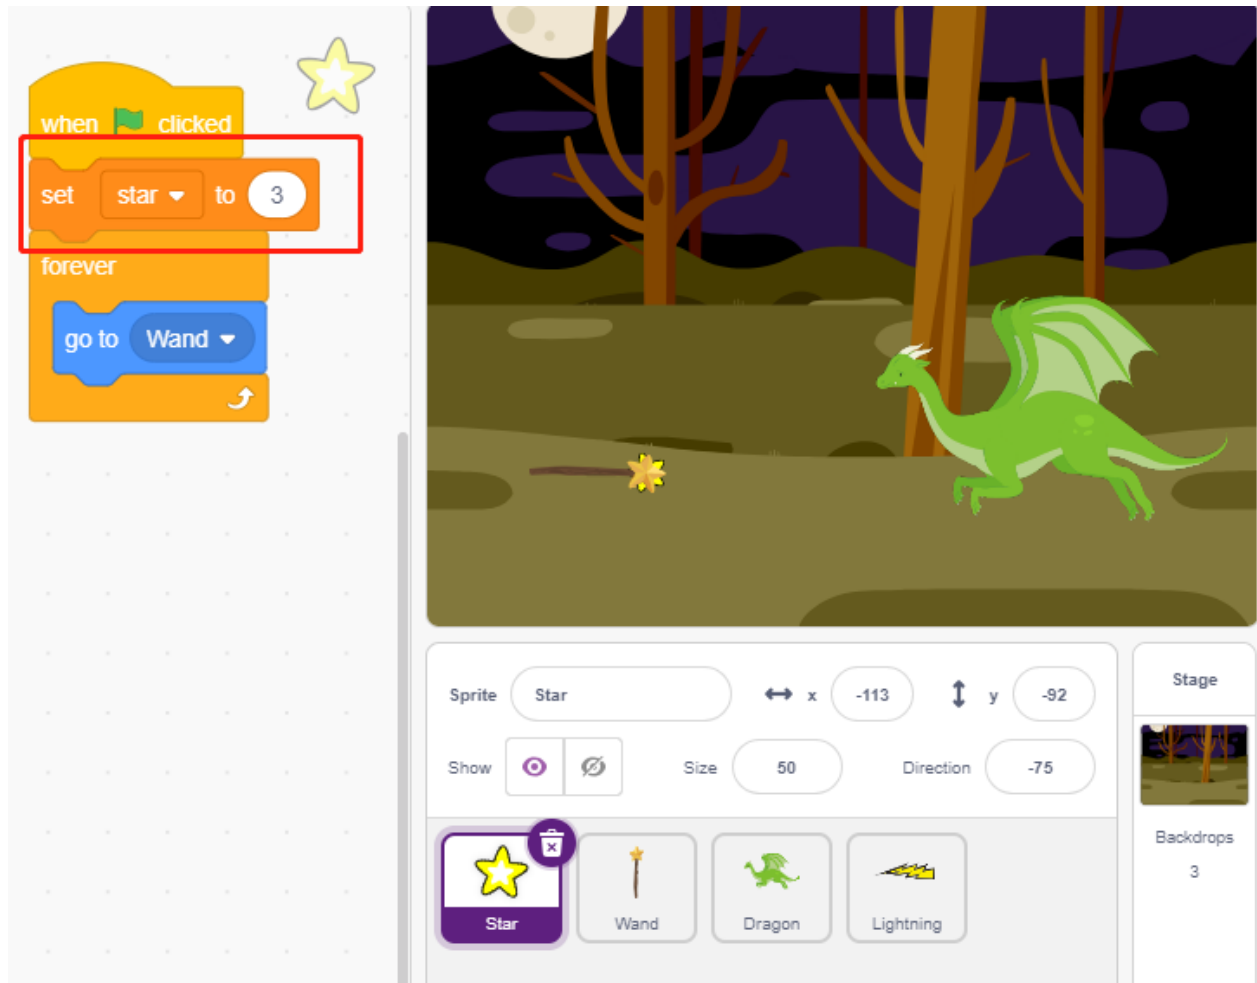 when clicked
set star to 3
forever
go to Wand
Sprite Star x -113 y -92
Show Size 50 Direction -75
Star
Wand
Dragon
Lightning
Stage
Backdrops
3